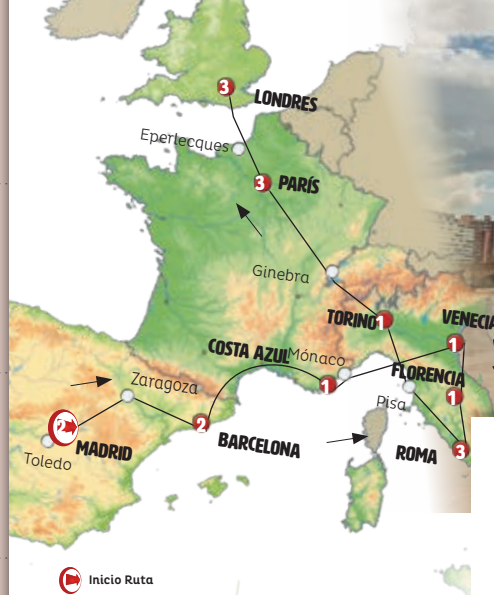 3
LONDRES
Eperlecques
3 PARÍS
Ginebra
TORINO 1
VENECIA
1
COSTA AZUL
Mónaco
1
FLORENCIA
1
Pisa
Zaragoza
2
BARCELONA
2
MADRID
Toledo
ROMA
3
Inicio Ruta